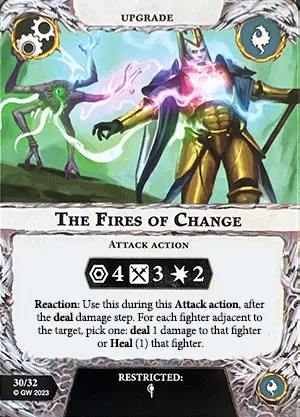 UPGRADE
THE FIRES OF CHANGE
ATTACK ACTION
4 3 2
Reaction: Use this during this Attack action, after
the deal damage step. For each fighter adjacent to
the target, pick one: deal 1 damage to that fighter
or Heal (1) that fighter.
30/32
© GW 2023
RESTRICTED: